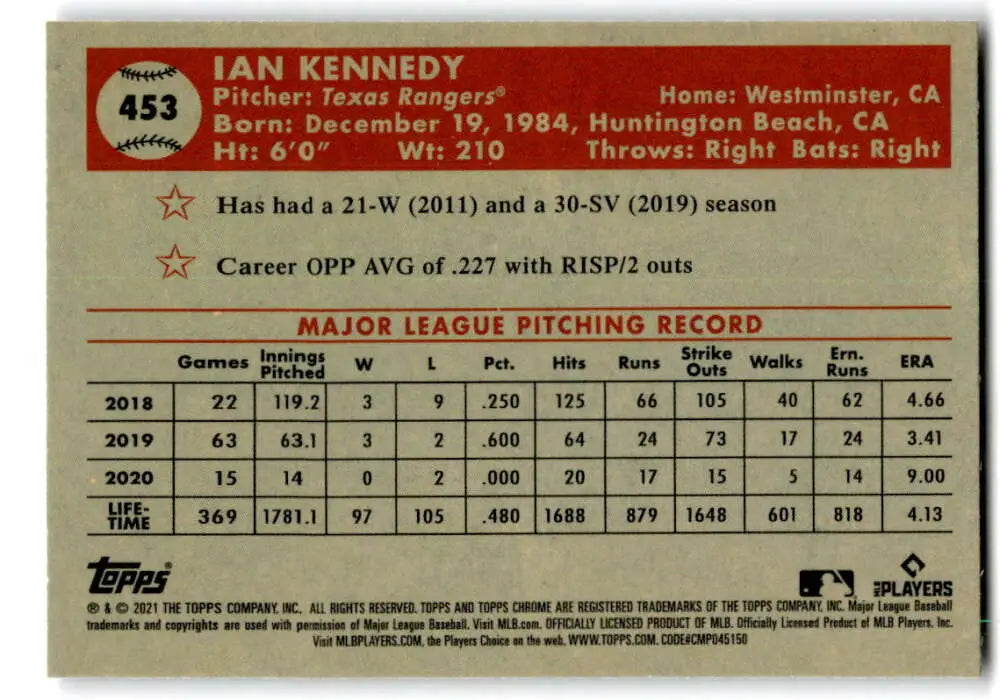 453
IAN KENNEDY
Pitcher: Texas Rangers® Home: Westminster, CA
Born: December 19, 1984, Huntington Beach, CA
Ht: 6'0" Wt: 210 Throws: Right Bats: Right
Has had a 21-W (2011) and a 30-SV (2019) season
Career OPP AVG of .227 with RISP/2 outs
MAJOR LEAGUE PITCHING RECORD
Games Innings Pitched W L Pct. Hits Runs Strike Outs Walks Ern. Runs ERA
2018 22 119.2 3 9 .250 125 66 105 40 62 4.66
2019 63 63.1 3 2 .600 64 24 73 17 24 3.41
2020 15 14 0 2 .000 20 17 15 5 14 9.00
LIFE-TIME 369 1781.1 97 105 .480 1688 879 1648 601 818 4.13
Topps® MLB PLAYERS
® & © 2021 THE TOPPS COMPANY, INC. ALL RIGHTS RESERVED. TOPPS AND TOPPS CHROME ARE REGISTERED TRADEMARKS OF THE TOPPS COMPANY, INC. Major League Baseball
trademarks and copyrights are used with permission of Major League Baseball. Visit MLB.com. OFFICIALLY LICENSED PRODUCT OF MLB. Officially Licensed Product of MLB Players, Inc.
Visit MLBPLAYERS.COM, the Players Choice on the web. WWW.TOPPS.COM. CODE#CMP045150